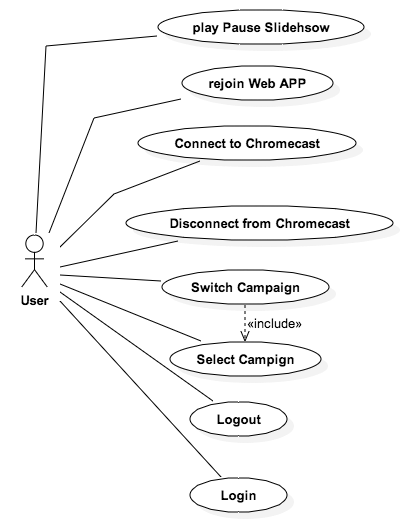 play Pause Slidehsow
rejoin Web APP
Connect to Chromecast
Disconnect from Chromecast
User
Switch Campaign
«include»
Select Campign
Logout
Login